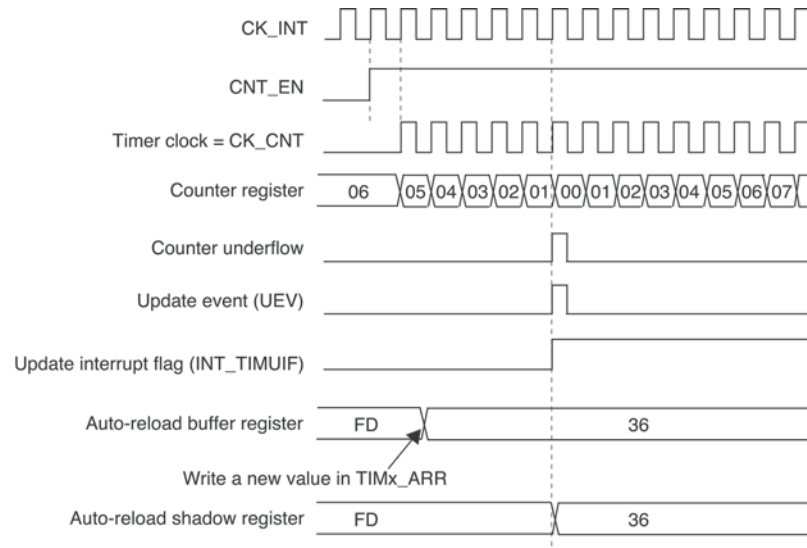 CK_INT
CNT_EN
Timer clock = CK_CNT
Counter register 06 05 04 03 02 01 00 01 02 03 04 05 06 07
Counter underflow
Update event (UEV)
Update interrupt flag (INT_TIMUIF)
Auto-reload buffer register FD 36
Write a new value in TIMx_ARR
Auto-reload shadow register FD 36